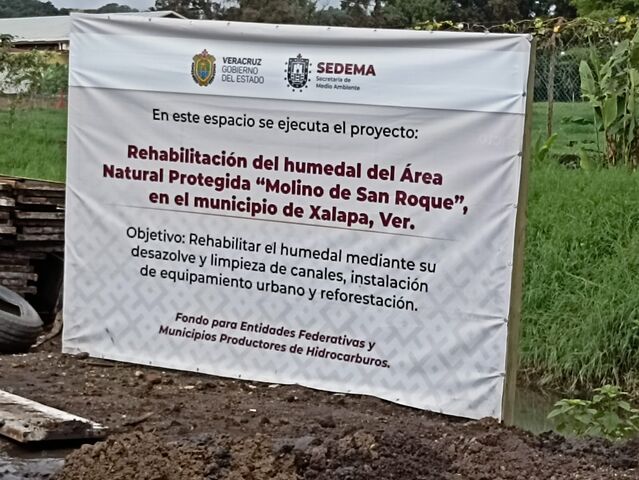 VERACRUZ
GOBIERNO
DEL ESTADO
SEDEMA
Secretaría de
Medio Ambiente
En este espacio se ejecuta el proyecto:
Rehabilitación del humedal del Área
Natural Protegida “Molino de San Roque”,
en el municipio de Xalapa, Ver.
Objetivo: Rehabilitar el humedal mediante su
desazolve y limpieza de canales, instalación
de equipamiento urbano y reforestación.
Fondo para Entidades Federativas y
Municipios Productores de Hidrocarburos.